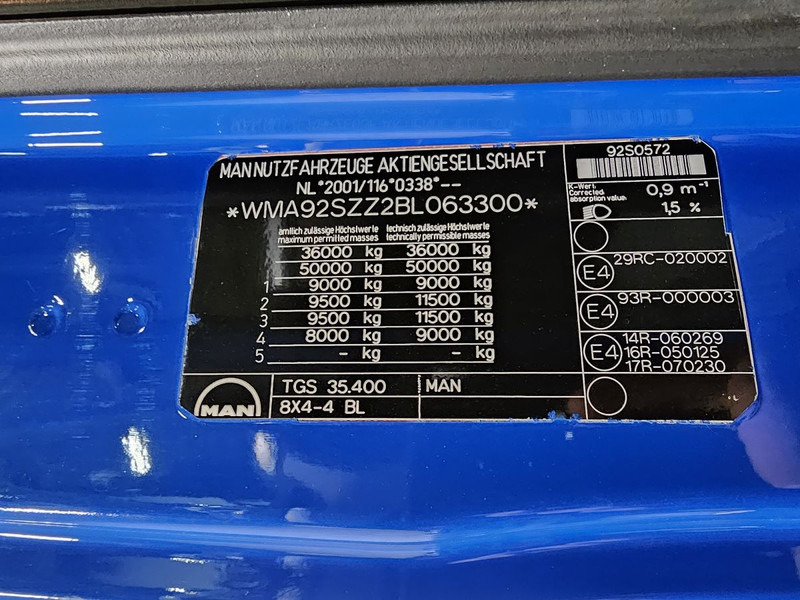 MAN NUTZFAHRZEUGE AKTIENGESELLSCHAFT
NL*2001/116*0338*--
*WMA92SZZ2BL063300*
amtlich zulässige Höchstwerte technisch zulässige Höchstwerte
maximum permitted masses technically permissible masses
36000 kg 36000 kg
50000 kg 50000 kg
1 9000 kg 9000 kg
2 9500 kg 11500 kg
3 9500 kg 11500 kg
4 8000 kg 9000 kg
5 - kg - kg
MAN
TGS 35.400 MAN
8X4-4 BL
92S0572
K-Wert:
Corrected
absorption value:
0,9 m⁻¹
1,5 %
E4 29RC-020002
E4 93R-000003
E4 14R-060269
16R-050125
17R-070230